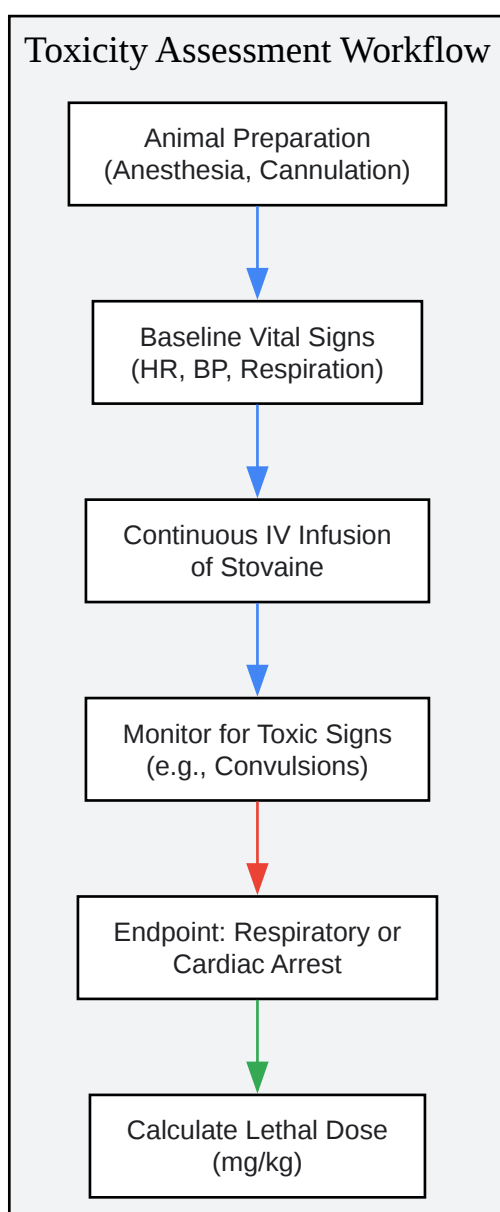 Toxicity Assessment Workflow
Animal Preparation
(Anesthesia, Cannulation)
Baseline Vital Signs
(HR, BP, Respiration)
Continuous IV Infusion
of Stovaine
Monitor for Toxic Signs
(e.g., Convulsions)
Endpoint: Respiratory or
Cardiac Arrest
Calculate Lethal Dose
(mg/kg)